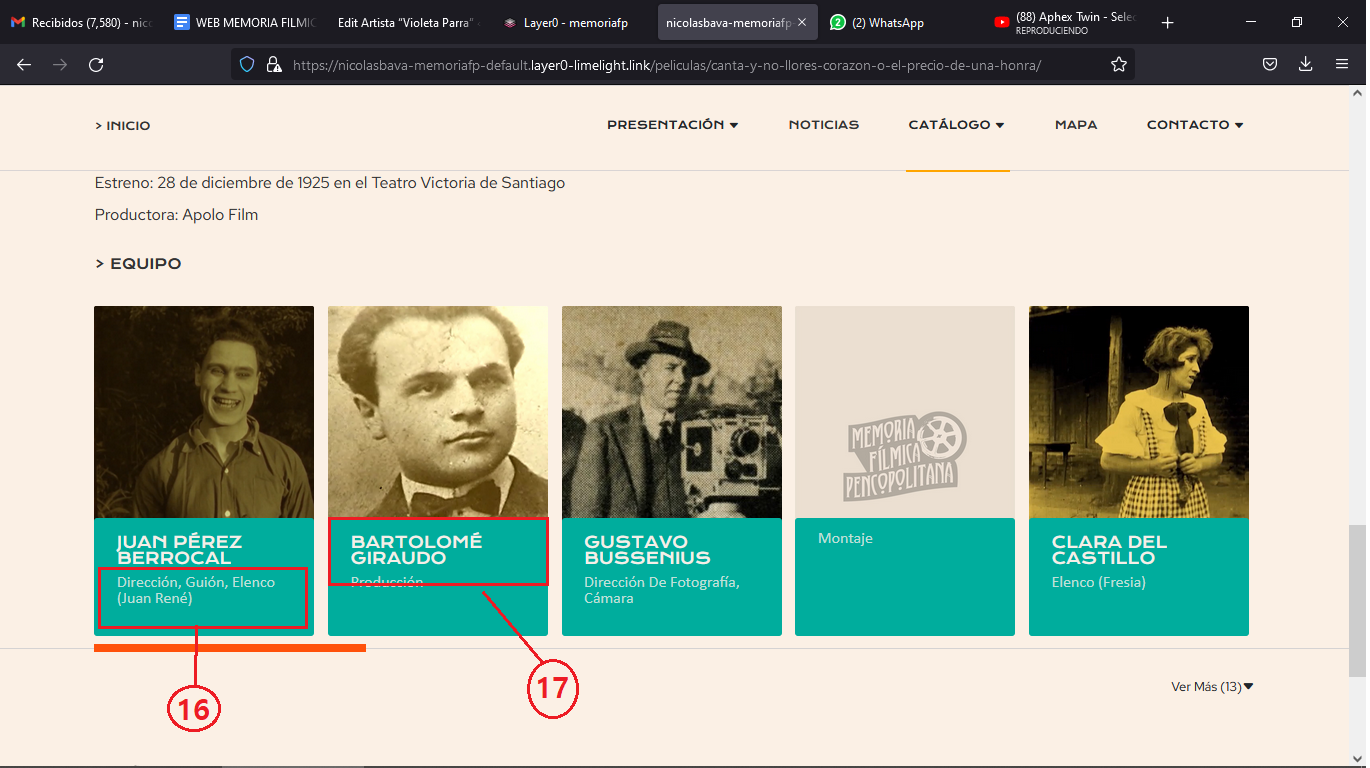 Recibidos (7,580) - nic
WEB MEMORIA FILMIC
Edit Artista “Violeta Parra”
Layer0 - memoriafp
nicolasbava-memoriafp-
2
(2) WhatsApp
(88) Aphex Twin - Selec
REPRODUCIENDO
https://nicolasbava-memoriafp-default.layer0-limelight.link/peliculas/canta-y-no-llores-corazon-o-el-precio-de-una-honra/
> INICIO
PRESENTACIÓN
NOTICIAS
CATÁLOGO
MAPA
CONTACTO
Estreno: 28 de diciembre de 1925 en el Teatro Victoria de Santiago
Productora: Apolo Film
> EQUIPO
MEMORIA
FÍLMICA
PENCOPOLITANA
JUAN PÉREZ
BERROCAL
Dirección, Guión, Elenco
(Juan René)
BARTOLOMÉ
GIRAUDO
Producción
GUSTAVO
BUSSENIUS
Dirección De Fotografía,
Cámara
Montaje
CLARA DEL
CASTILLO
Elenco (Fresia)
16
17
Ver Más (13)